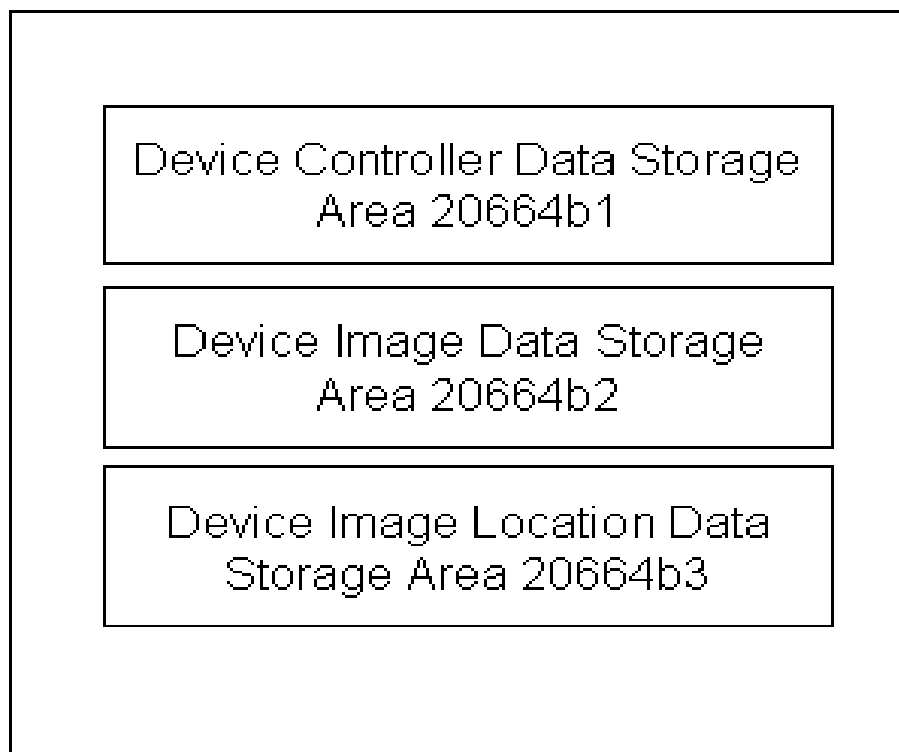 Device Controller Data Storage
Area 20664b1
Device Image Data Storage
Area 20664b2
Device Image Location Data
Storage Area 20664b3